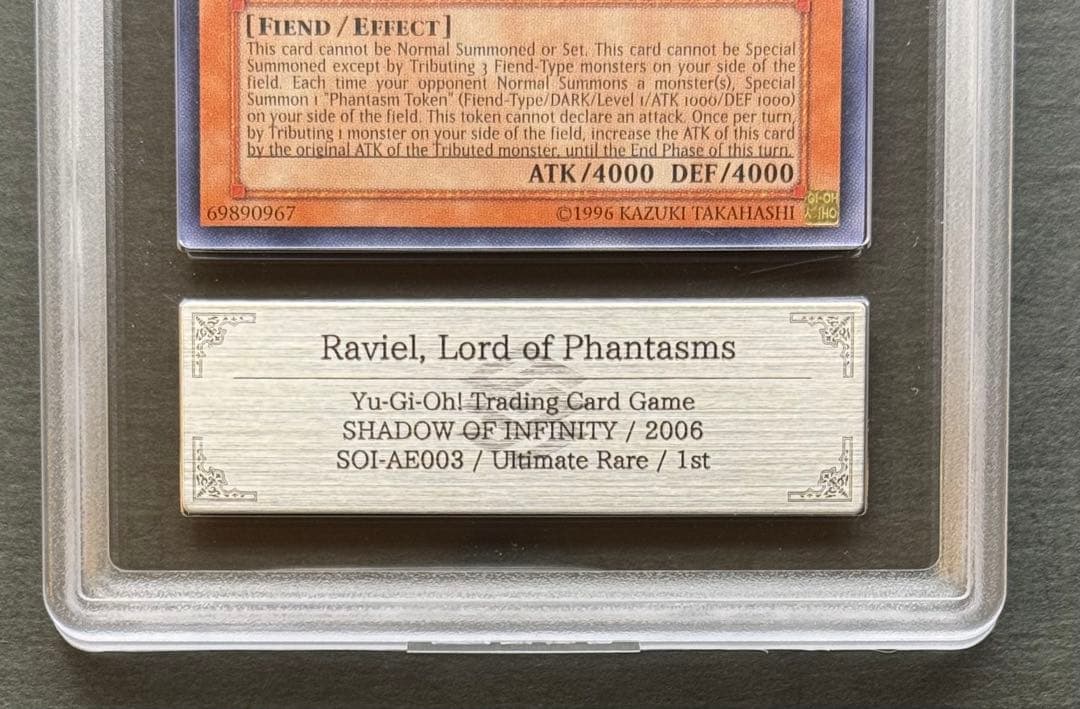 [FIEND / EFFECT]
This card cannot be Normal Summoned or Set. This card cannot be Special
Summoned except by Tributing 3 Fiend-Type monsters on your side of the
field. Each time your opponent Normal Summons a monster(s), Special
Summon 1 "Phantasm Token" (Fiend-Type/DARK/Level 1/ATK 1000/DEF 1000)
on your side of the field. This token cannot declare an attack. Once per turn,
by Tributing 1 monster on your side of the field, increase the ATK of this card
by the original ATK of the Tributed monster, until the End Phase of this turn.
ATK/4000 DEF/4000
69890967 ©1996 KAZUKI TAKAHASHI
Raviel, Lord of Phantasms
Yu-Gi-Oh! Trading Card Game
SHADOW OF INFINITY / 2006
SOI-AE003 / Ultimate Rare / 1st